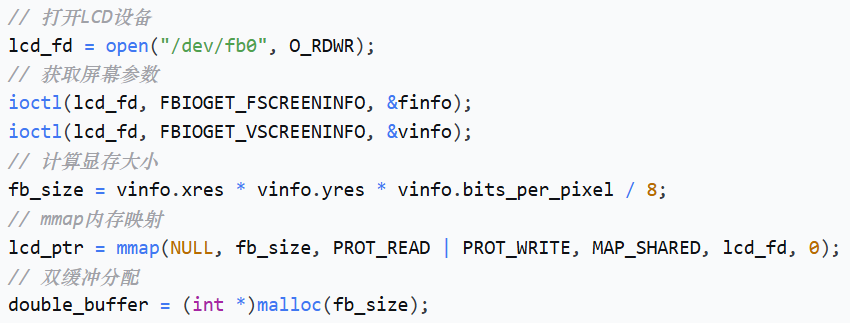 // 打开LCD设备
lcd_fd = open("/dev/fb0", O_RDWR);
// 获取屏幕参数
ioctl(lcd_fd, FBIOGET_FSCREENINFO, &finfo);
ioctl(lcd_fd, FBIOGET_VSCREENINFO, &vinfo);
// 计算显存大小
fb_size = vinfo.xres * vinfo.yres * vinfo.bits_per_pixel / 8;
// mmap内存映射
lcd_ptr = mmap(NULL, fb_size, PROT_READ | PROT_WRITE, MAP_SHARED, lcd_fd, 0);
// 双缓冲分配
double_buffer = (int *)malloc(fb_size);